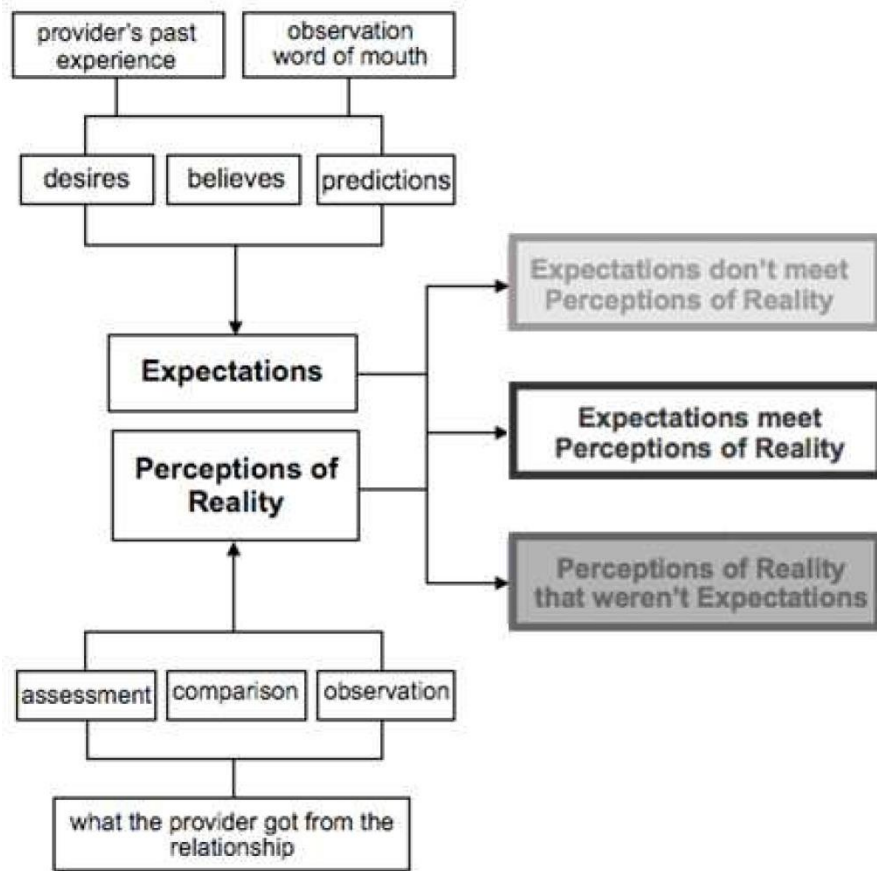 provider's past
experience
observation
word of mouth
desires
believes
predictions
Expectations don't meet
Perceptions of Reality
Expectations
Expectations meet
Perceptions of Reality
Perceptions of
Reality
Perceptions of Reality
that weren't Expectations
assessment
comparison
observation
what the provider got from the
relationship